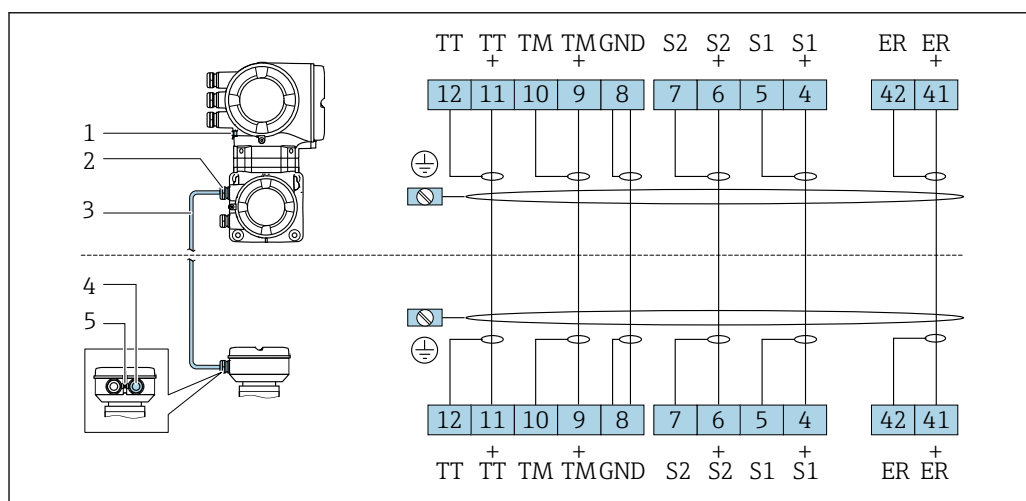 TT TT TM TM GND S2 S2 S1 S1 ER ER
+ + + + +
12 11 10 9 8 7 6 5 4 42 41
1
2
3
4
5
12 11 10 9 8 7 6 5 4 42 41
+ + + + +
TT TT TM TM GND S2 S2 S1 S1 ER ER